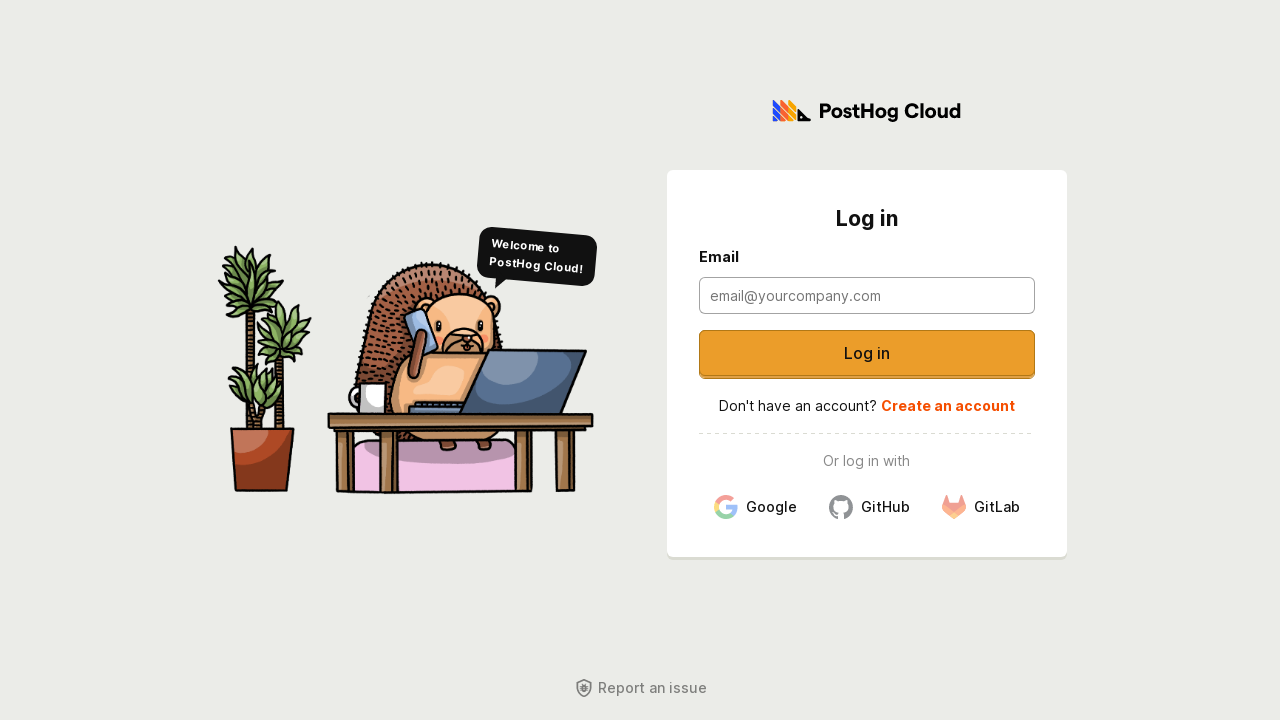 PostHog Cloud
Welcome to
PostHog Cloud!
Log in
Email
email@yourcompany.com
Log in
Don't have an account? Create an account
Or log in with
Google GitHub GitLab
Report an issue